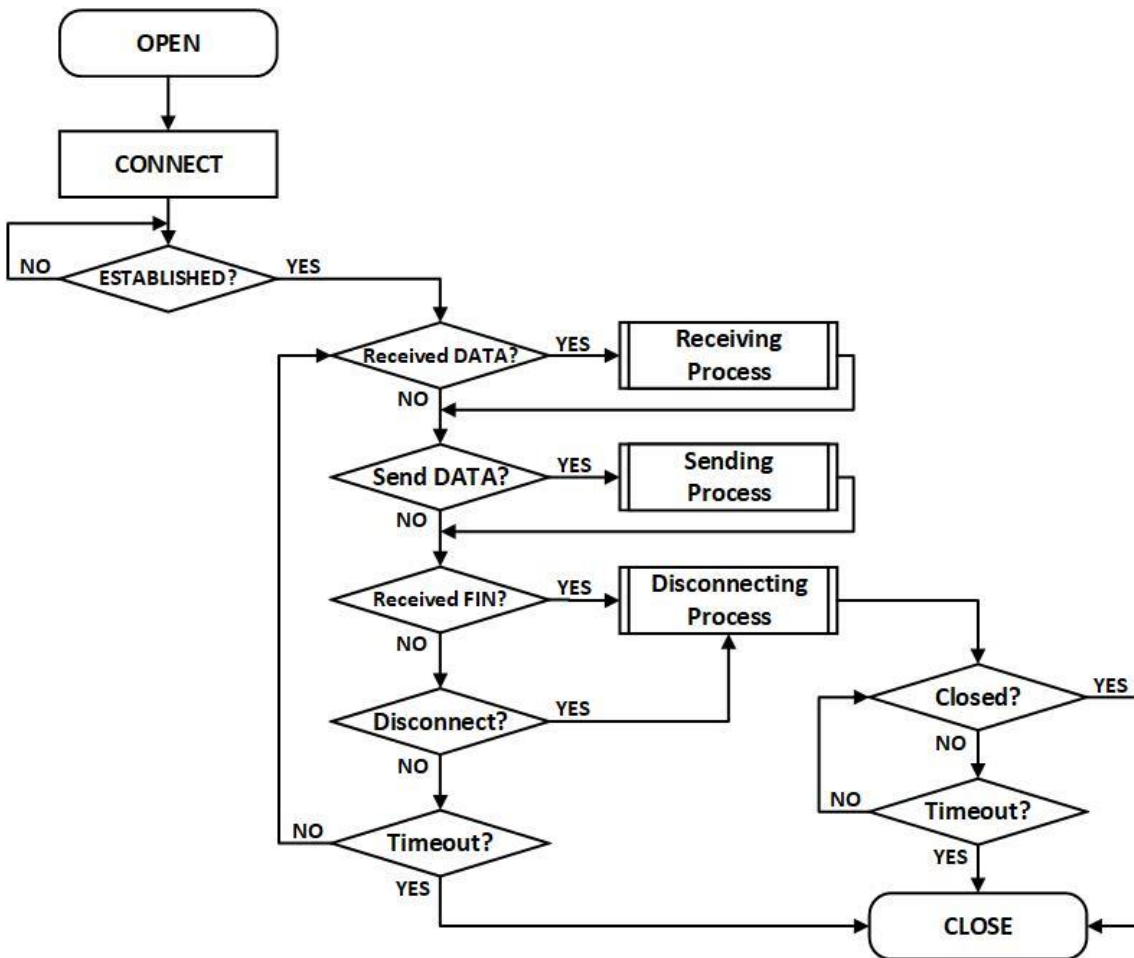 OPEN
CONNECT
NO
ESTABLISHED?
YES
Received DATA?
YES
Receiving
Process
NO
Send DATA?
YES
Sending
Process
NO
Received FIN?
YES
Disconnecting
Process
NO
Disconnect?
YES
Closed?
YES
NO
NO
Timeout?
NO
Timeout?
NO
YES
YES
CLOSE